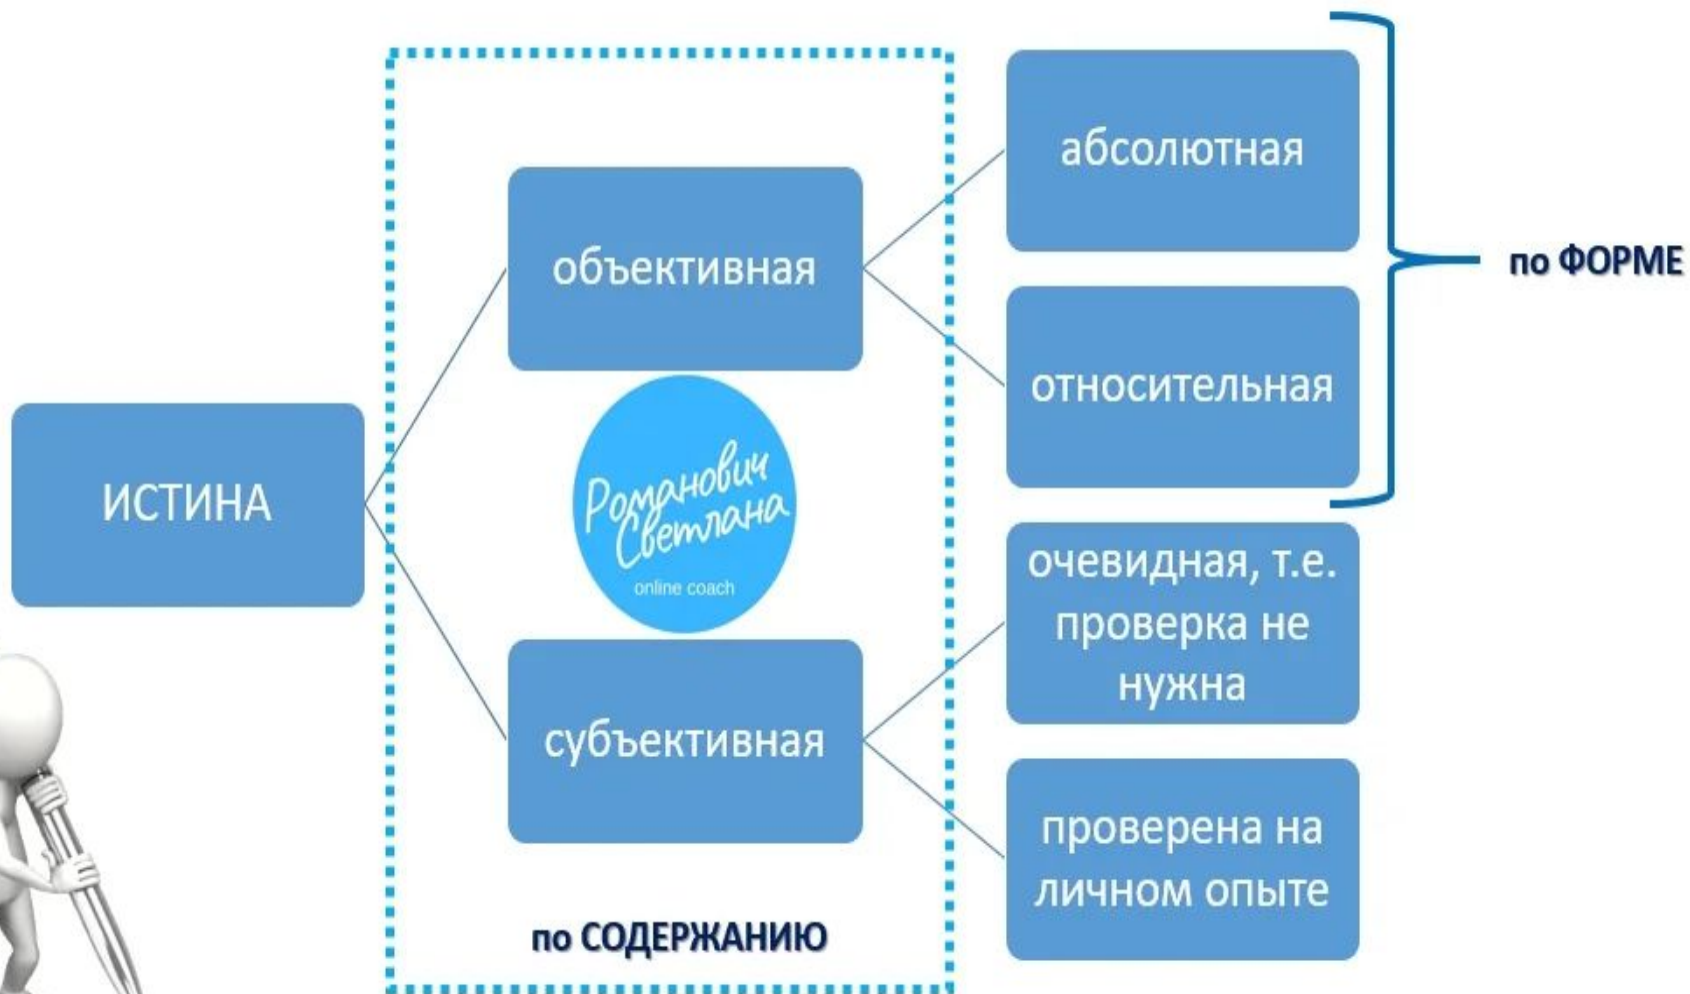 абсолютная
объективная
по ФОРМЕ
относительная
ИСТИНА
Романович
Светлана
online coach
очевидная, т.е.
проверка не
нужна
субъективная
проверена на
личном опыте
по СОДЕРЖАНИЮ